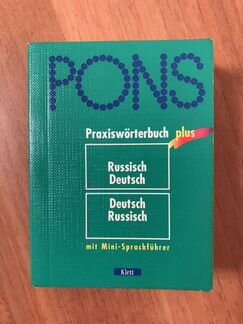 PONS
Praxiswörterbuch plus
Russisch
Deutsch
Deutsch
Russisch
mit Mini-Sprachführer
Klett